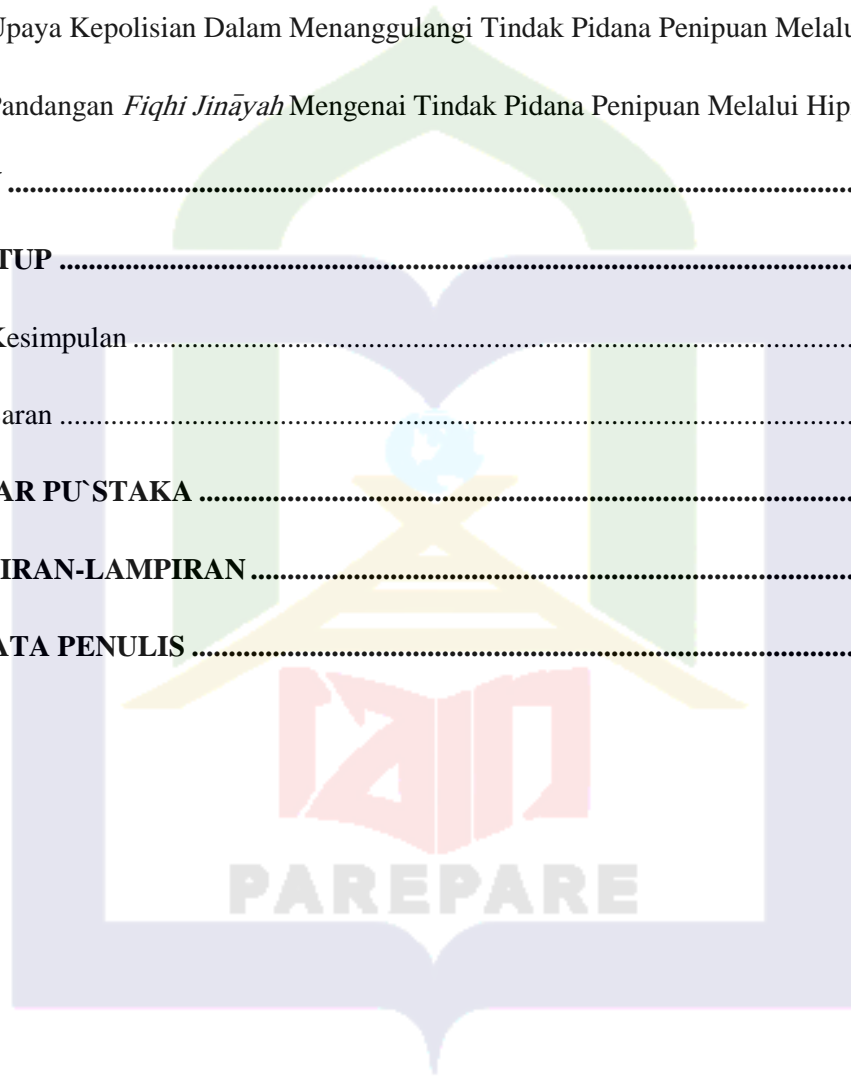 Upaya Kepolisian Dalam Menanggulangi Tindak Pidana Penipuan Melalu
Pandangan Fiqhi Jināyah Mengenai Tindak Pidana Penipuan Melalui Hip
V ..........................................................................................................................
TUP ..................................................................................................................
Kesimpulan .......................................................................................................
aran .................................................................................................................
AR PU`STAKA ................................................................................................
IRAN-LAMPIRAN ..........................................................................................
ATA PENULIS .................................................................................................
IAIN
PAREPARE